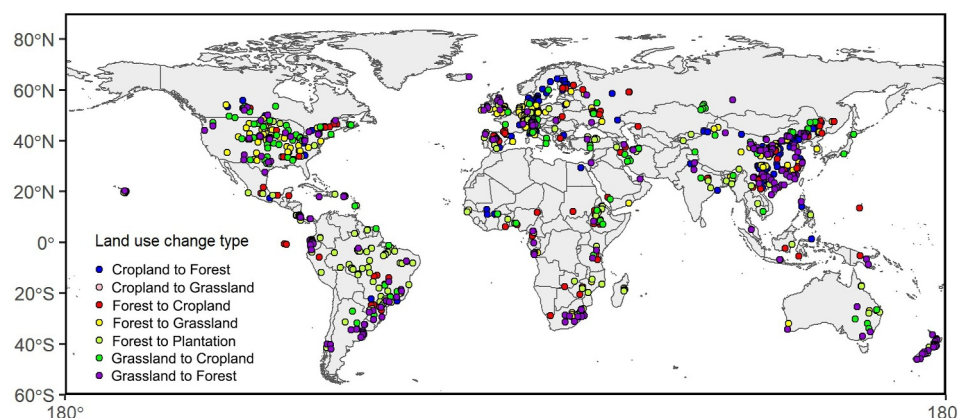 80°N
60°N
40°N
20°N
0°
20°S
40°S
60°S
Land use change type
Cropland to Forest
Cropland to Grassland
Forest to Cropland
Forest to Grassland
Forest to Plantation
Grassland to Cropland
Grassland to Forest
180°
180